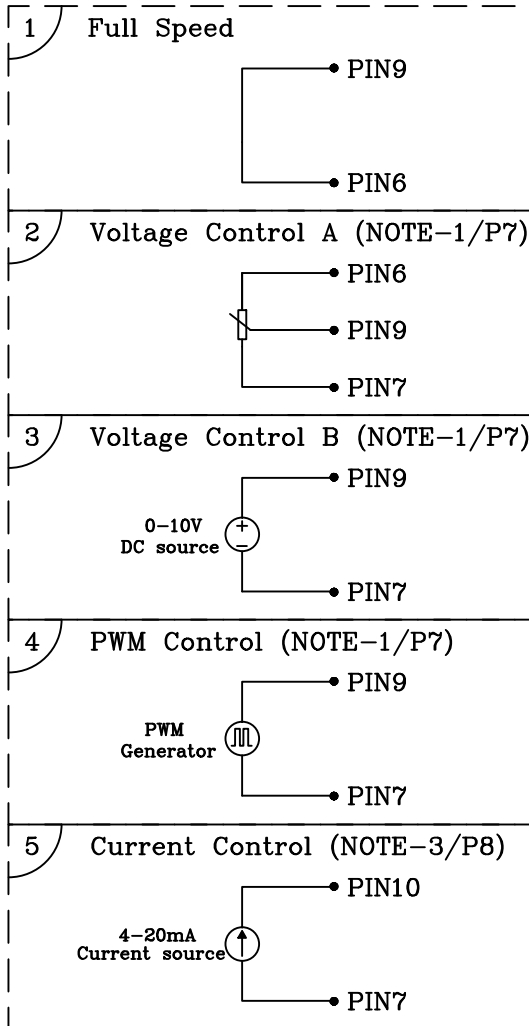 1 Full Speed
PIN9
PIN6
2 Voltage Control A (NOTE-1/P7)
PIN6
PIN9
PIN7
3 Voltage Control B (NOTE-1/P7)
PIN9
0-10V
DC source
+
−
PIN7
4 PWM Control (NOTE-1/P7)
PIN9
PWM
Generator
PIN7
5 Current Control (NOTE-3/P8)
PIN10
4-20mA
Current source
PIN7